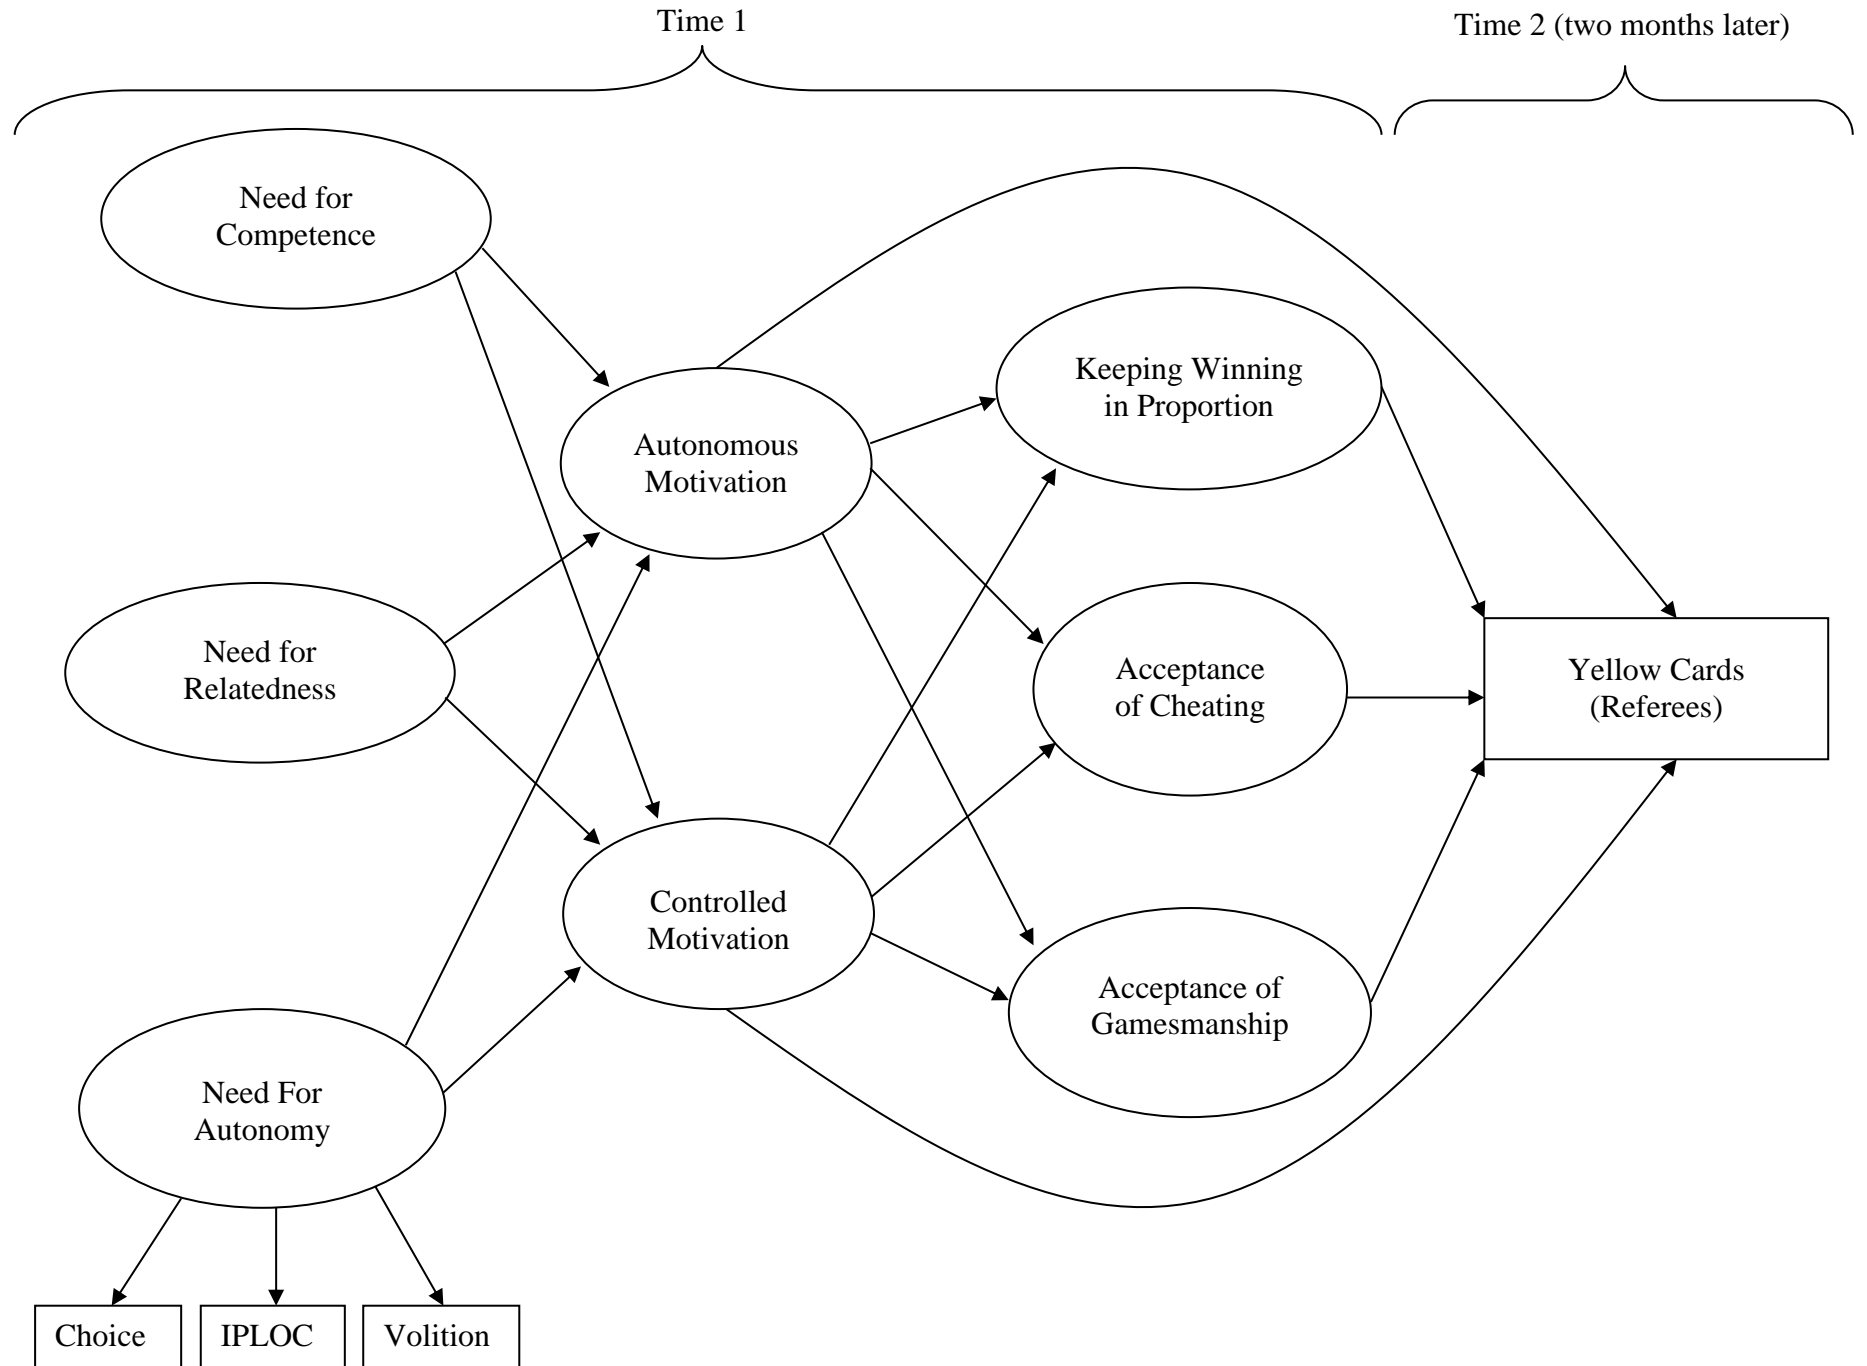 Time 1
Time 2 (two months later)
Need for
Competence
Keeping Winning
in Proportion
Autonomous
Motivation
Need for
Relatedness
Acceptance
of Cheating
Yellow Cards
(Referees)
Controlled
Motivation
Acceptance of
Gamesmanship
Need For
Autonomy
Choice
IPLOC
Volition